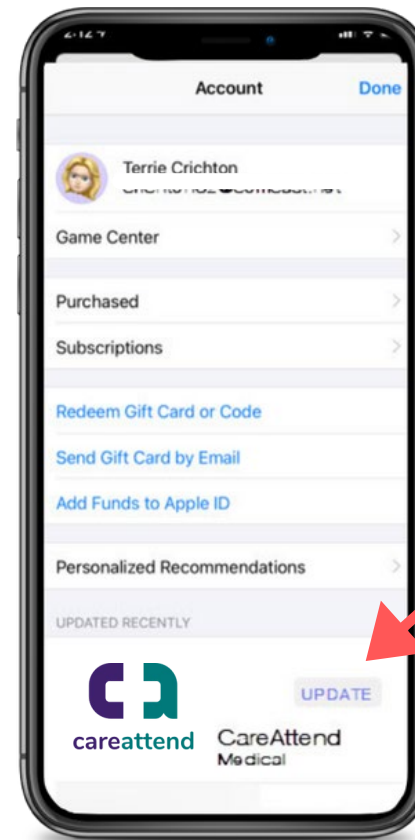 Account
Done
Terrie Crichton
Game Center
Purchased
Subscriptions
Redeem Gift Card or Code
Send Gift Card by Email
Add Funds to Apple ID
Personalized Recommendations
UPDATED RECENTLY
UPDATE
careattend
CareAttend
Medical